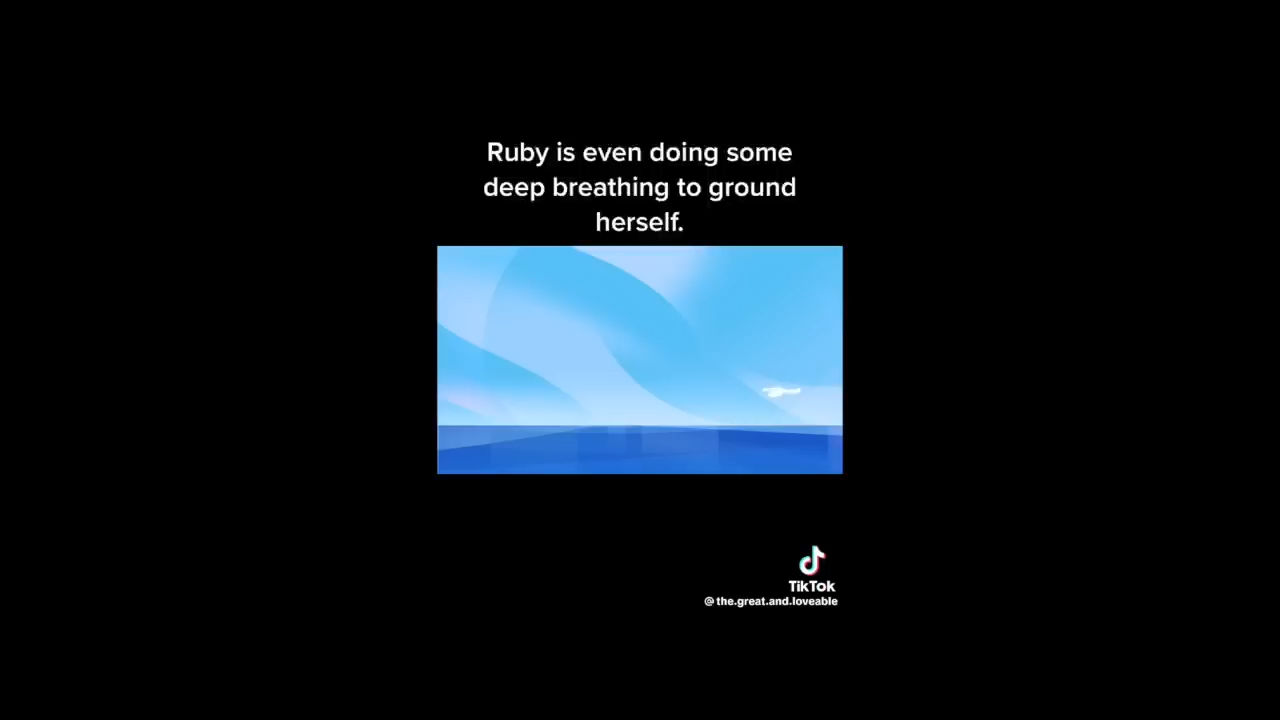 Ruby is even doing some
deep breathing to ground
herself.
TikTok
@the.great.and.loveable